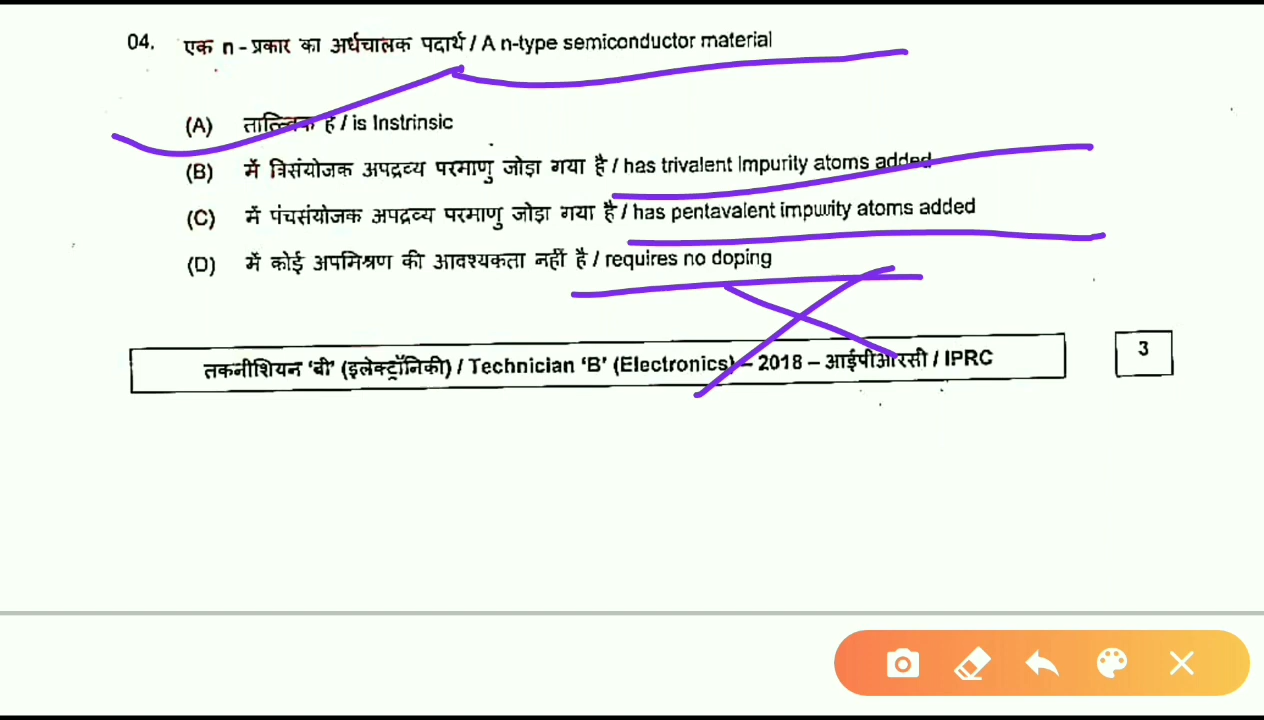 04. एक n - प्रकार का अर्धचालक पदार्थ / A n-type semiconductor material
(A) तात्त्विक है / is Instrinsic
(B) में त्रिसंयोजक अपद्रव्य परमाणु जोड़ा गया है / has trivalent Impurity atoms added
(C) में पंचसंयोजक अपद्रव्य परमाणु जोड़ा गया है / has pentavalent impurity atoms added
(D) में कोई अपमिश्रण की आवश्यकता नहीं है / requires no doping
तकनीशियन 'बी' (इलेक्ट्रॉनिकी) / Technician 'B' (Electronics) – 2018 – आईपीआरसी / IPRC
3